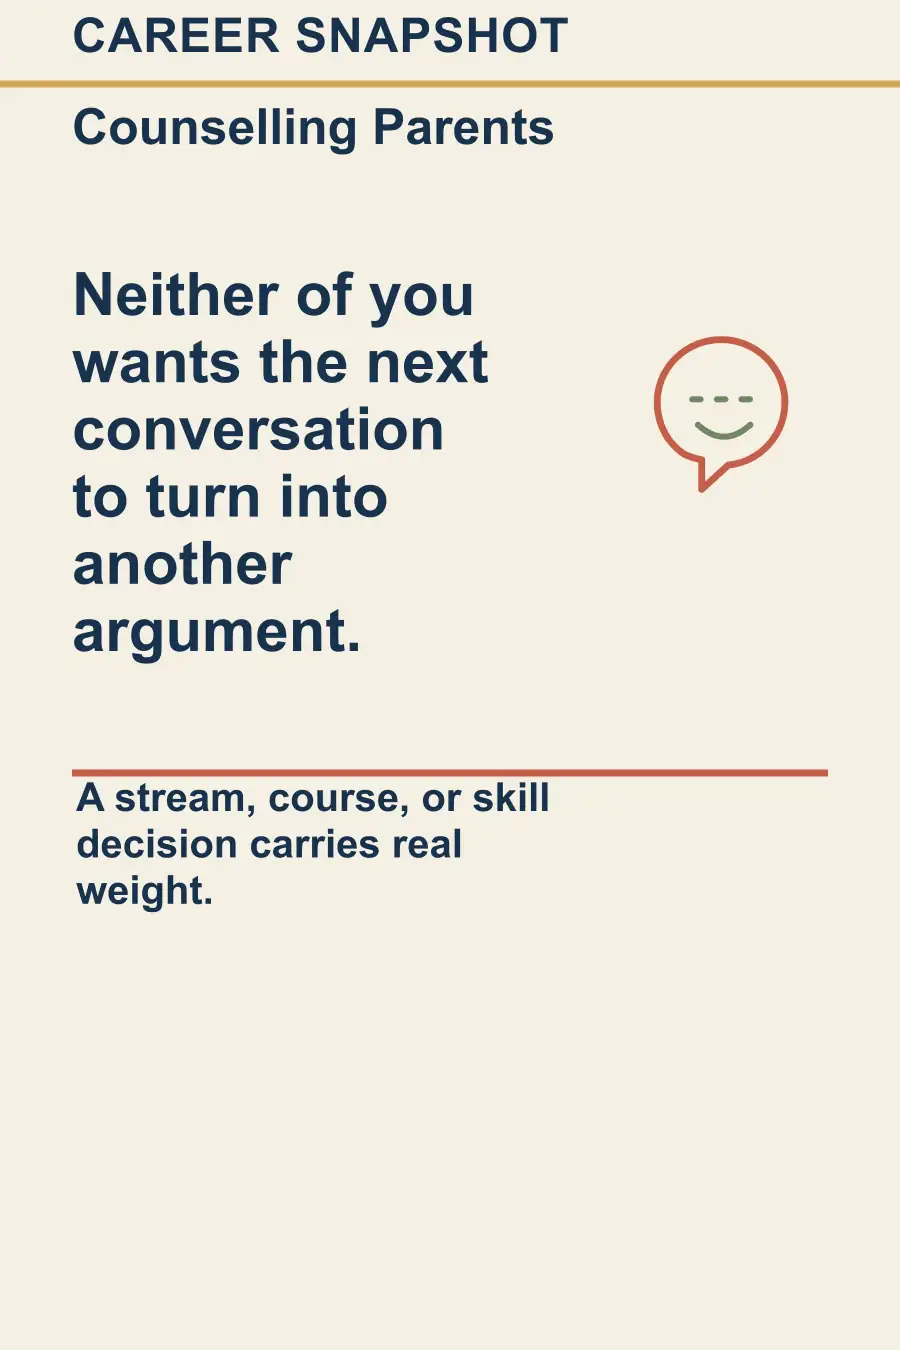 CAREER SNAPSHOT
Counselling Parents
Neither of you
wants the next
conversation
to turn into
another
argument.
A stream, course, or skill
decision carries real
weight.